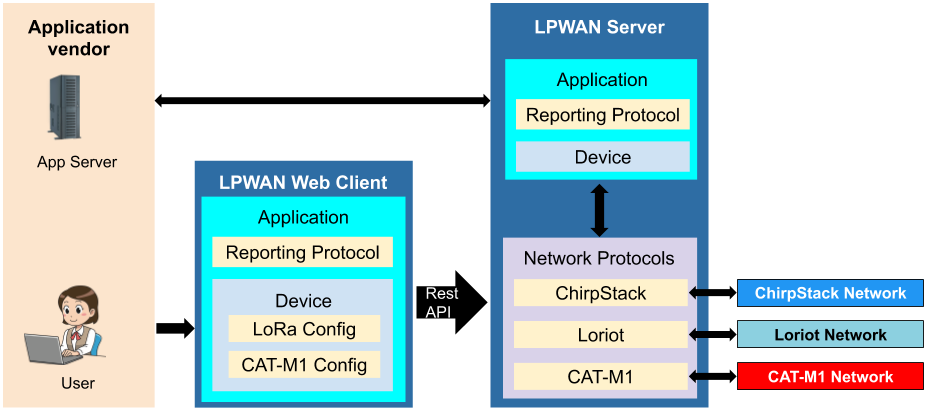 Application
vendor
App Server
User
LPWAN Web Client
Application
Reporting Protocol
Device
LoRa Config
CAT-M1 Config
Rest
API
LPWAN Server
Application
Reporting Protocol
Device
Network Protocols
ChirpStack
Loriot
CAT-M1
ChirpStack Network
Loriot Network
CAT-M1 Network